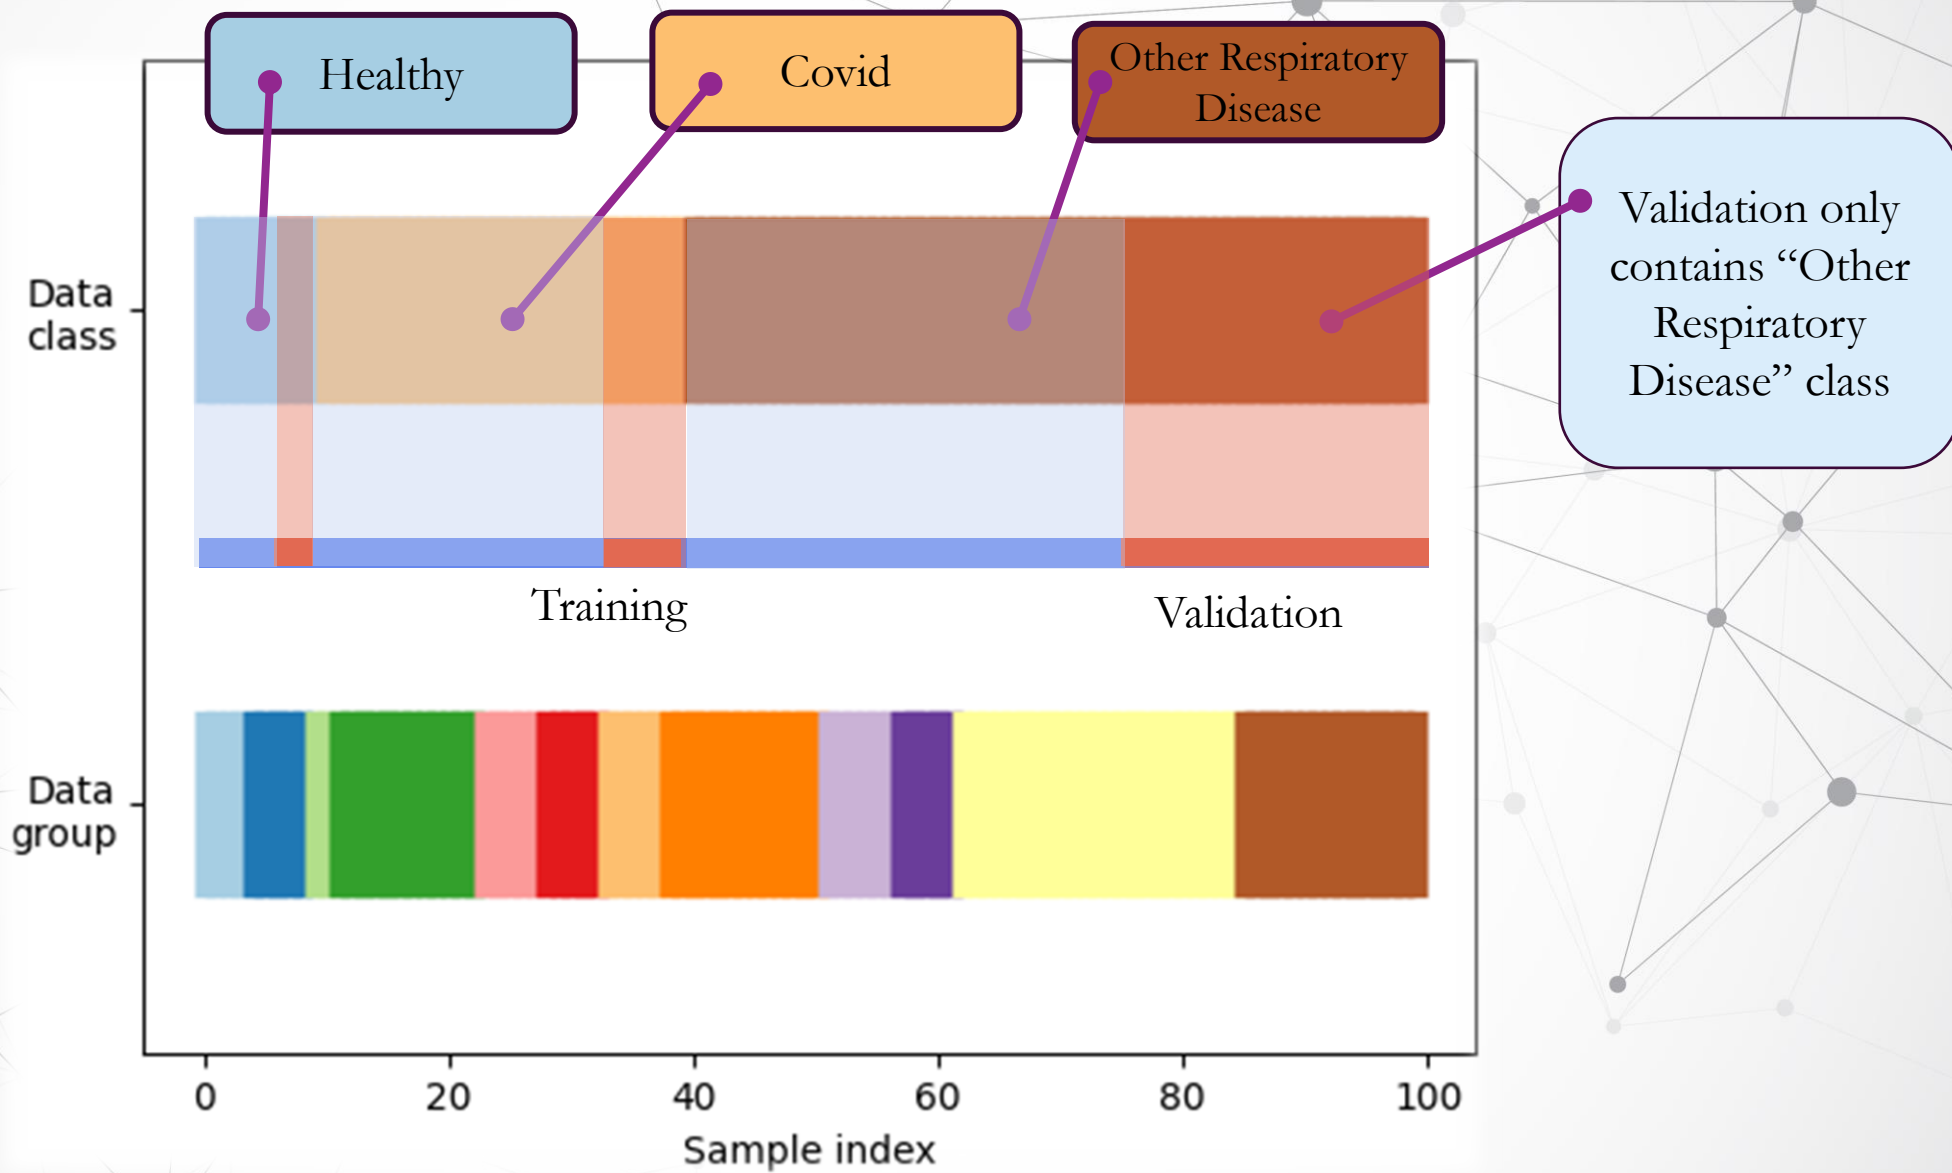 Healthy
Covid
Other Respiratory
Disease
Validation only
contains “Other
Respiratory
Disease” class
Data
class
Training
Validation
Data
group
0 20 40 60 80 100
Sample index